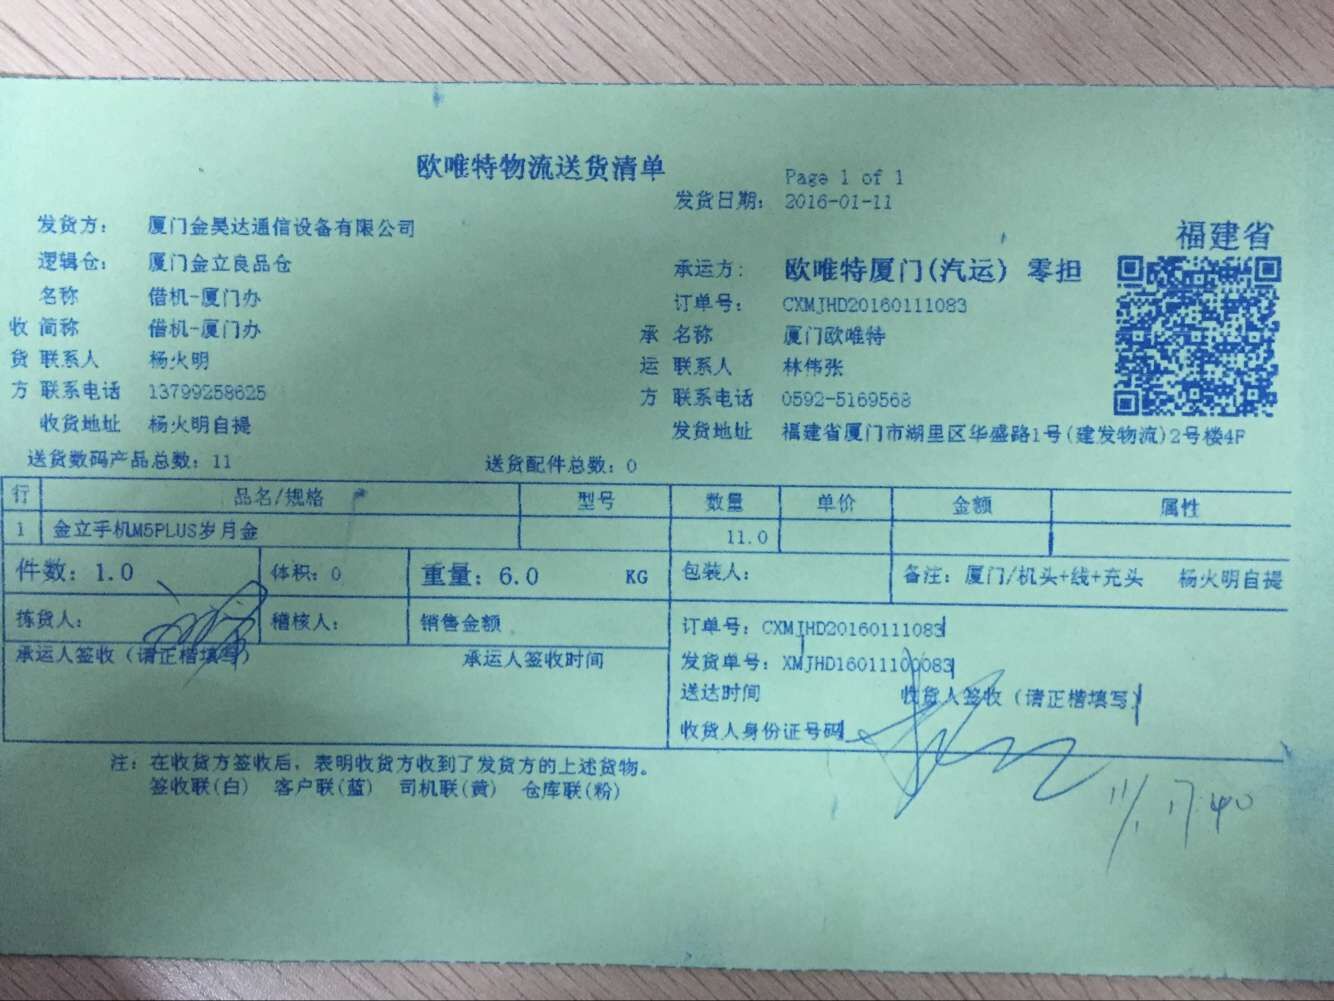 欧唯特物流送货清单
Page 1 of 1
发货日期: 2016-01-11
福建省
发货方: 厦门金昊达通信设备有限公司
逻辑仓: 厦门金立良品仓
承运方: 欧唯特厦门(汽运) 零担
名称 借机-厦门办
订单号: CXMJHD20160111083
收 简称 借机-厦门办
承 名称 厦门欧唯特
货 联系人 杨火明
运 联系人 林伟张
方 联系电话 13799258625
方 联系电话 0592-5169568
收货地址 杨火明自提
发货地址 福建省厦门市湖里区华盛路1号(建发物流)2号楼4F
送货数码产品总数: 11 送货配件总数: 0
行 品名/规格 型号 数量 单价 金额 属性
1 金立手机M5PLUS岁月金 11.0
件数: 1.0 体积: 0 重量: 6.0 KG 包装人: 备注: 厦门/机头+线+充头 杨火明自提
拣货人: 稽核人: 销售金额 订单号: CXMJHD20160111083
承运人签收(请正楷填写) 承运人签收时间 发货单号: XMJHD16011100083
送达时间 收货人签收(请正楷填写)
收货人身份证号码
注: 在收货方签收后, 表明收货方收到了发货方的上述货物。
签收联(白) 客户联(蓝) 司机联(黄) 仓库联(粉)
11/1 17:40